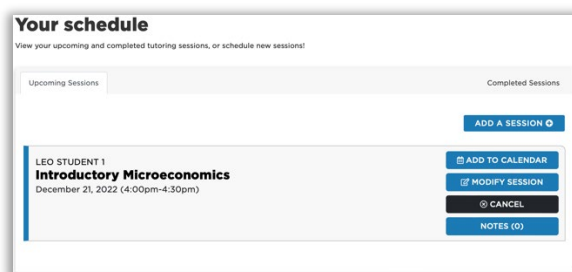 Your schedule
View your upcoming and completed tutoring sessions, or schedule new sessions!
Upcoming Sessions
Completed Sessions
ADD A SESSION
LEO STUDENT 1
Introductory Microeconomics
December 21, 2022 (4:00pm-4:30pm)
ADD TO CALENDAR
MODIFY SESSION
CANCEL
NOTES (0)